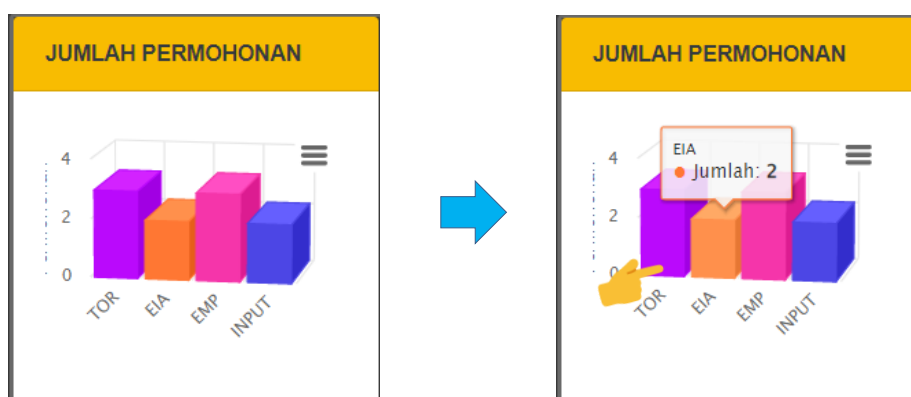 JUMLAH PERMOHONAN
4
2
0
TOR
EIA
EMP
INPUT
JUMLAH PERMOHONAN
EIA
Jumlah: 2
4
2
0
TOR
EIA
EMP
INPUT